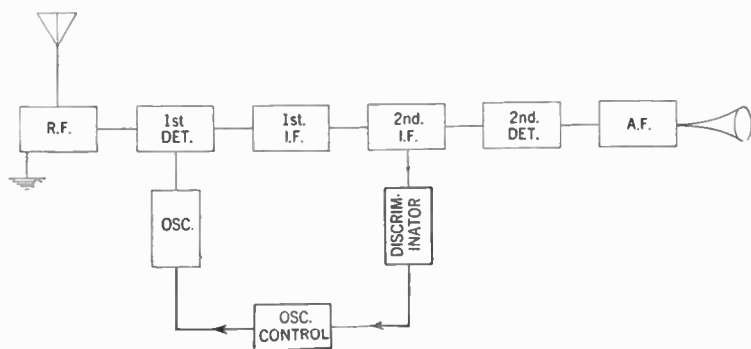 R.F.
1st
DET.
1st.
I.F.
2nd.
I.F.
2nd.
DET.
A.F.
OSC.
DISCRIM-
INATOR
OSC.
CONTROL